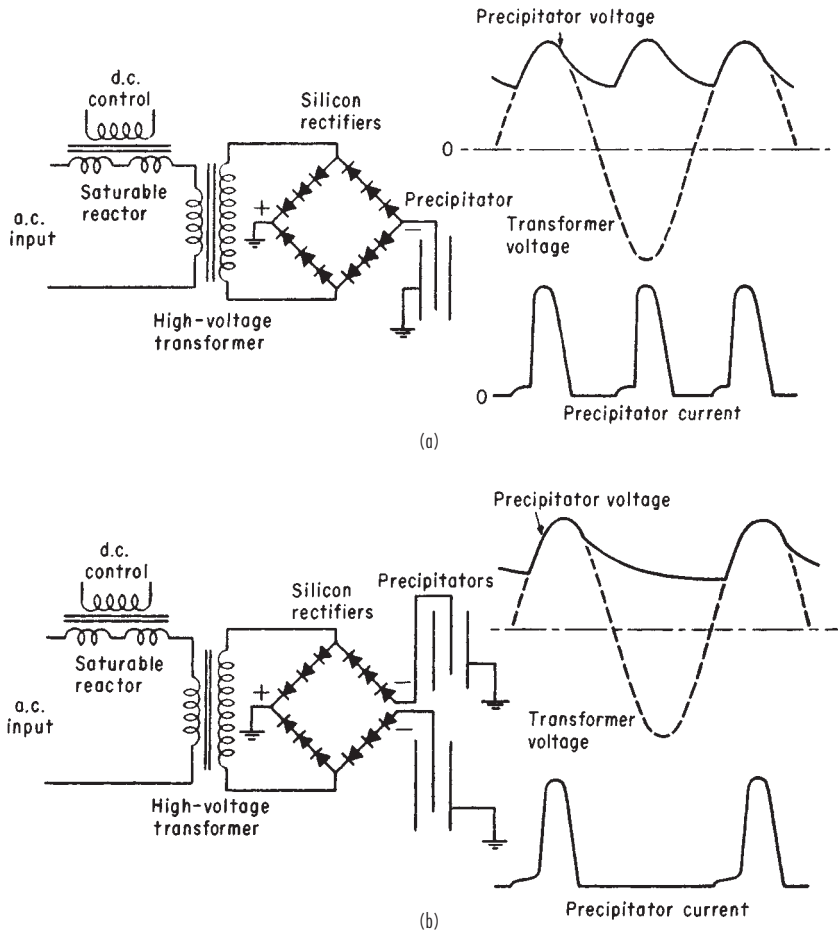 Precipitator voltage
d.c.
control
Silicon
rectifiers
Saturable
reactor
a.c.
input
+
Precipitator
−
0
Transformer
voltage
High-voltage
transformer
0
Precipitator current
(a)
Precipitator voltage
d.c.
control
Silicon
rectifiers
Precipitators
Saturable
reactor
a.c.
input
+
−
−
Transformer
voltage
High-voltage
transformer
Precipitator current
(b)